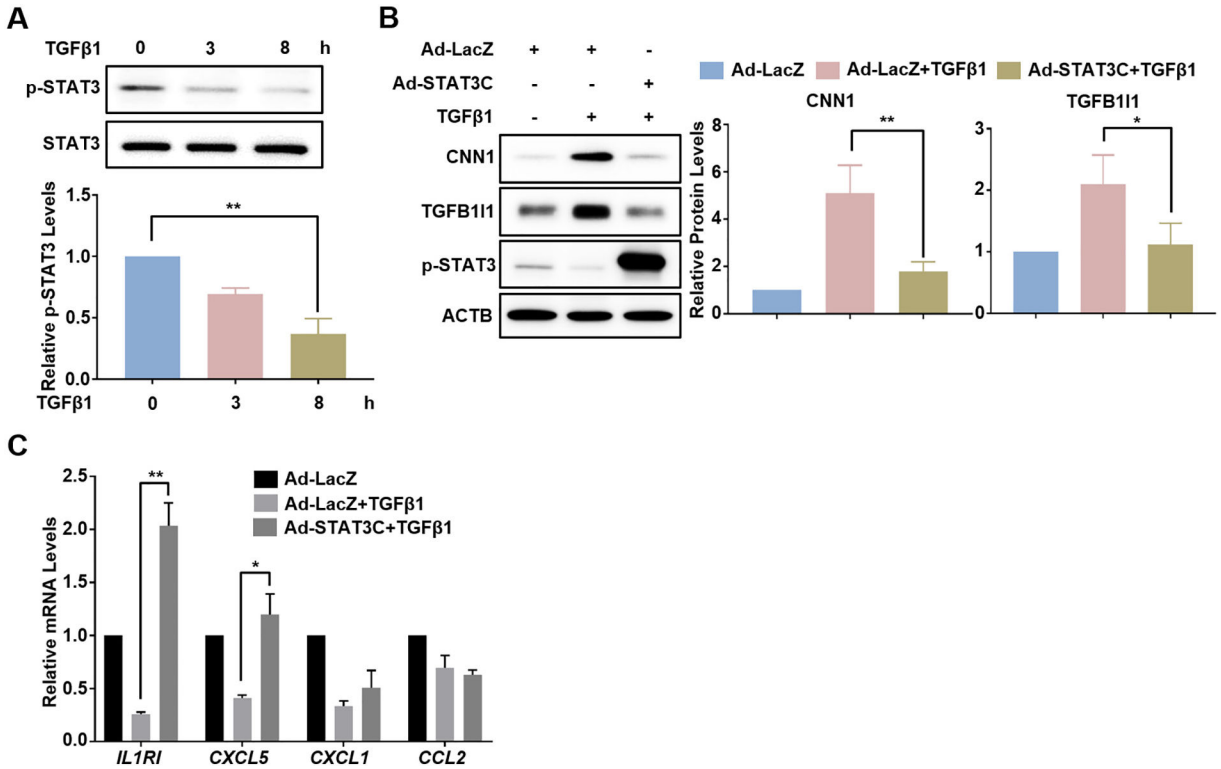 A
TGFβ1 0 3 8 h
p-STAT3
STAT3
Relative p-STAT3 Levels
1.5
1.0
0.5
0.0
**
TGFβ1 0 3 8 h
B
Ad-LacZ + + -
Ad-STAT3C - - +
TGFβ1 - + +
CNN1
TGFB1I1
p-STAT3
ACTB
Ad-LacZ Ad-LacZ+TGFβ1 Ad-STAT3C+TGFβ1
CNN1
Relative Protein Levels
8
6
4
2
0
**
TGFB1I1
3
2
1
0
*
C
Relative mRNA Levels
2.5
2.0
1.5
1.0
0.5
0.0
**
*
Ad-LacZ
Ad-LacZ+TGFβ1
Ad-STAT3C+TGFβ1
IL1RI CXCL5 CXCL1 CCL2